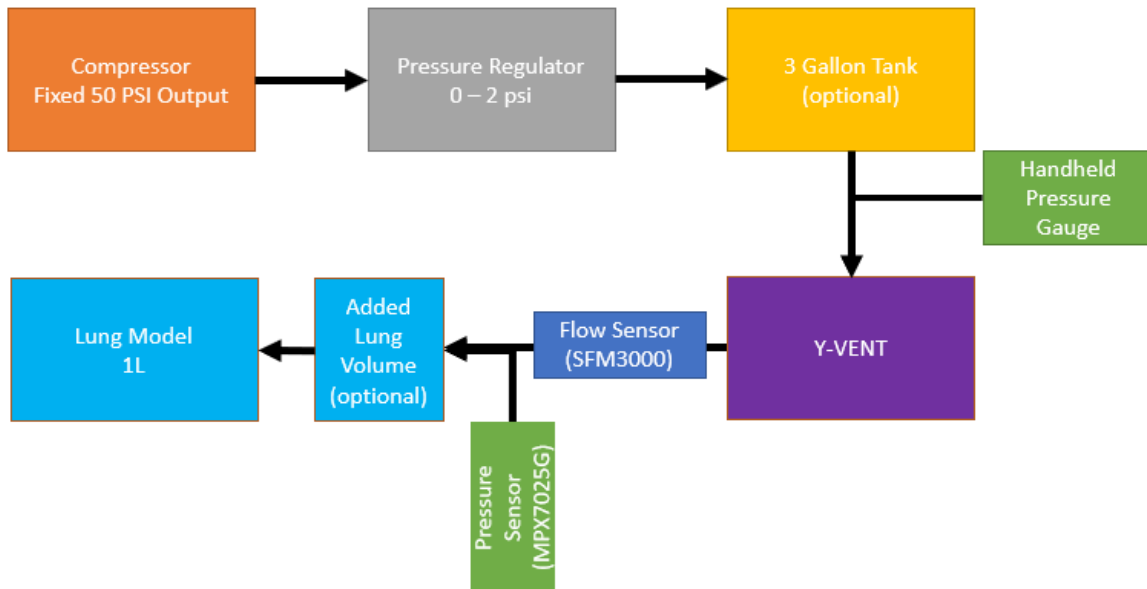 Compressor
Fixed 50 PSI Output
Pressure Regulator
0 – 2 psi
3 Gallon Tank
(optional)
Handheld
Pressure
Gauge
Lung Model
1L
Added
Lung
Volume
(optional)
Flow Sensor
(SFM3000)
Y-VENT
Pressure
Sensor
(MPX7025G)